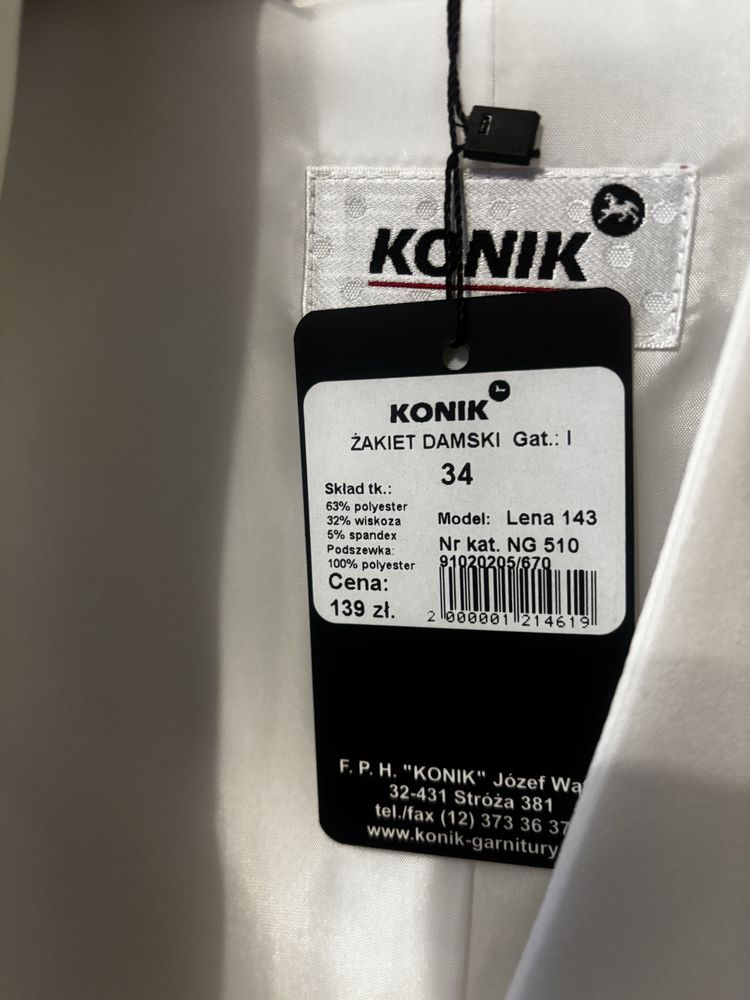 KONIK
KONIK
ŻAKIET DAMSKI Gat.: I
34
Skład tk.:
63% polyester
32% wiskoza
5% spandex
Podszewka:
100% polyester
Cena:
139 zł.
Model: Lena 143
Nr kat. NG 510
91020205/670
2 000001 214619
F. P. H. "KONIK" Józef
32-431 Stróża 381
tel./fax (12) 373 36
www.konik-garnitury